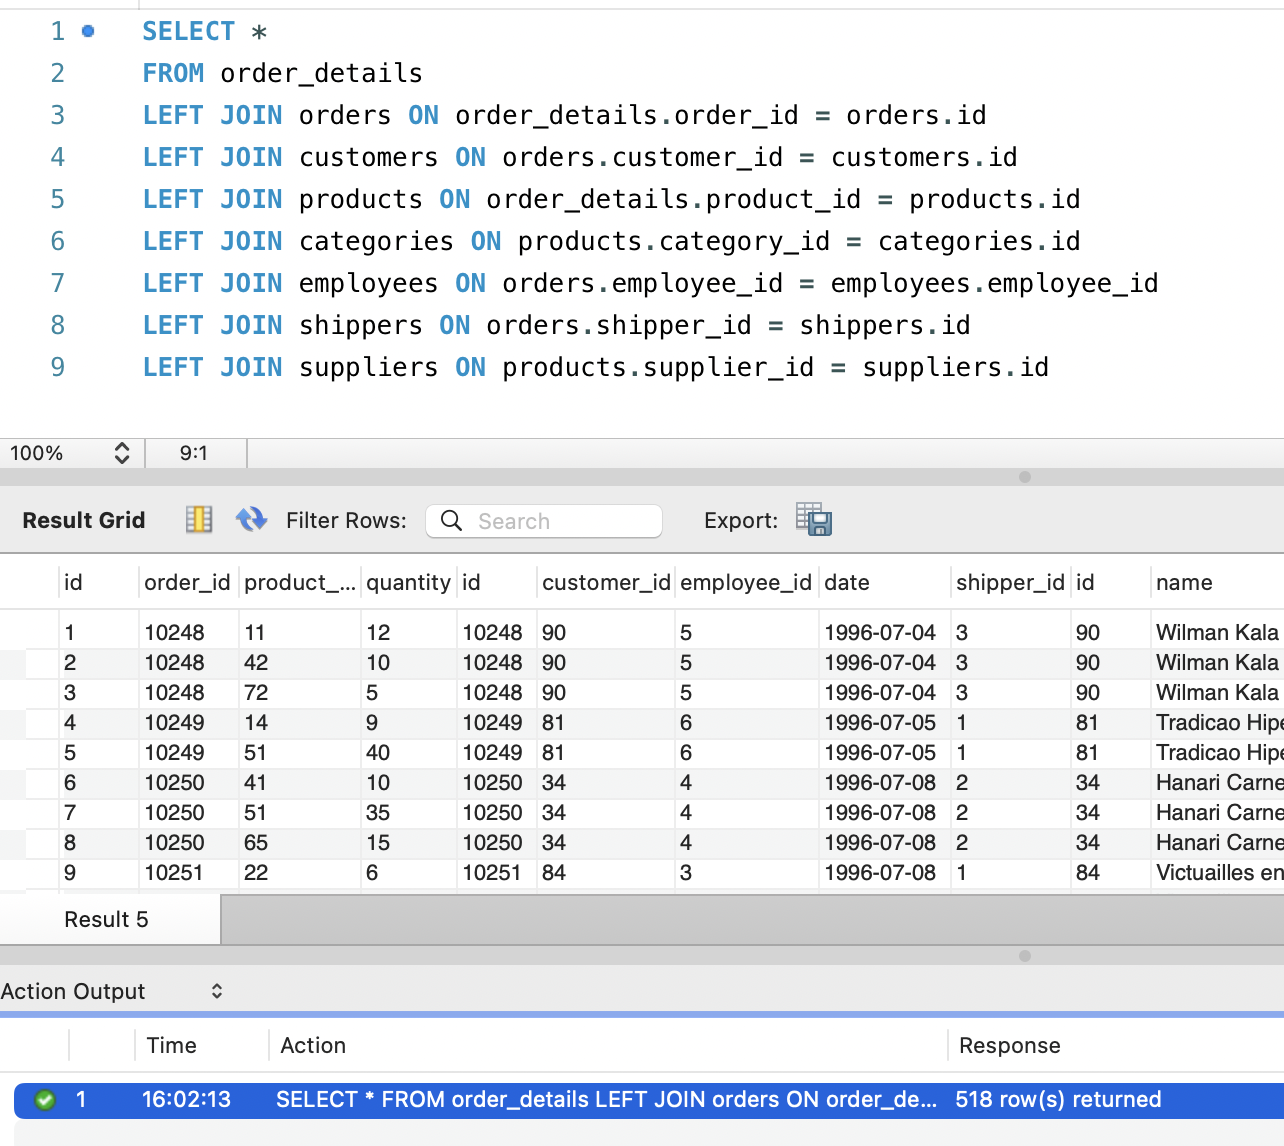 1 SELECT *
2 FROM order_details
3 LEFT JOIN orders ON order_details.order_id = orders.id
4 LEFT JOIN customers ON orders.customer_id = customers.id
5 LEFT JOIN products ON order_details.product_id = products.id
6 LEFT JOIN categories ON products.category_id = categories.id
7 LEFT JOIN employees ON orders.employee_id = employees.employee_id
8 LEFT JOIN shippers ON orders.shipper_id = shippers.id
9 LEFT JOIN suppliers ON products.supplier_id = suppliers.id
100% 9:1
Result Grid Filter Rows: Search Export:
id order_id product_... quantity id customer_id employee_id date shipper_id id name
1 10248 11 12 10248 90 5 1996-07-04 3 90 Wilman Kala
2 10248 42 10 10248 90 5 1996-07-04 3 90 Wilman Kala
3 10248 72 5 10248 90 5 1996-07-04 3 90 Wilman Kala
4 10249 14 9 10249 81 6 1996-07-05 1 81 Tradicao Hipe
5 10249 51 40 10249 81 6 1996-07-05 1 81 Tradicao Hipe
6 10250 41 10 10250 34 4 1996-07-08 2 34 Hanari Carne
7 10250 51 35 10250 34 4 1996-07-08 2 34 Hanari Carne
8 10250 65 15 10250 34 4 1996-07-08 2 34 Hanari Carne
9 10251 22 6 10251 84 3 1996-07-08 1 84 Victuailles en
Result 5
Action Output
Time Action Response
1 16:02:13 SELECT * FROM order_details LEFT JOIN orders ON order_de... 518 row(s) returned